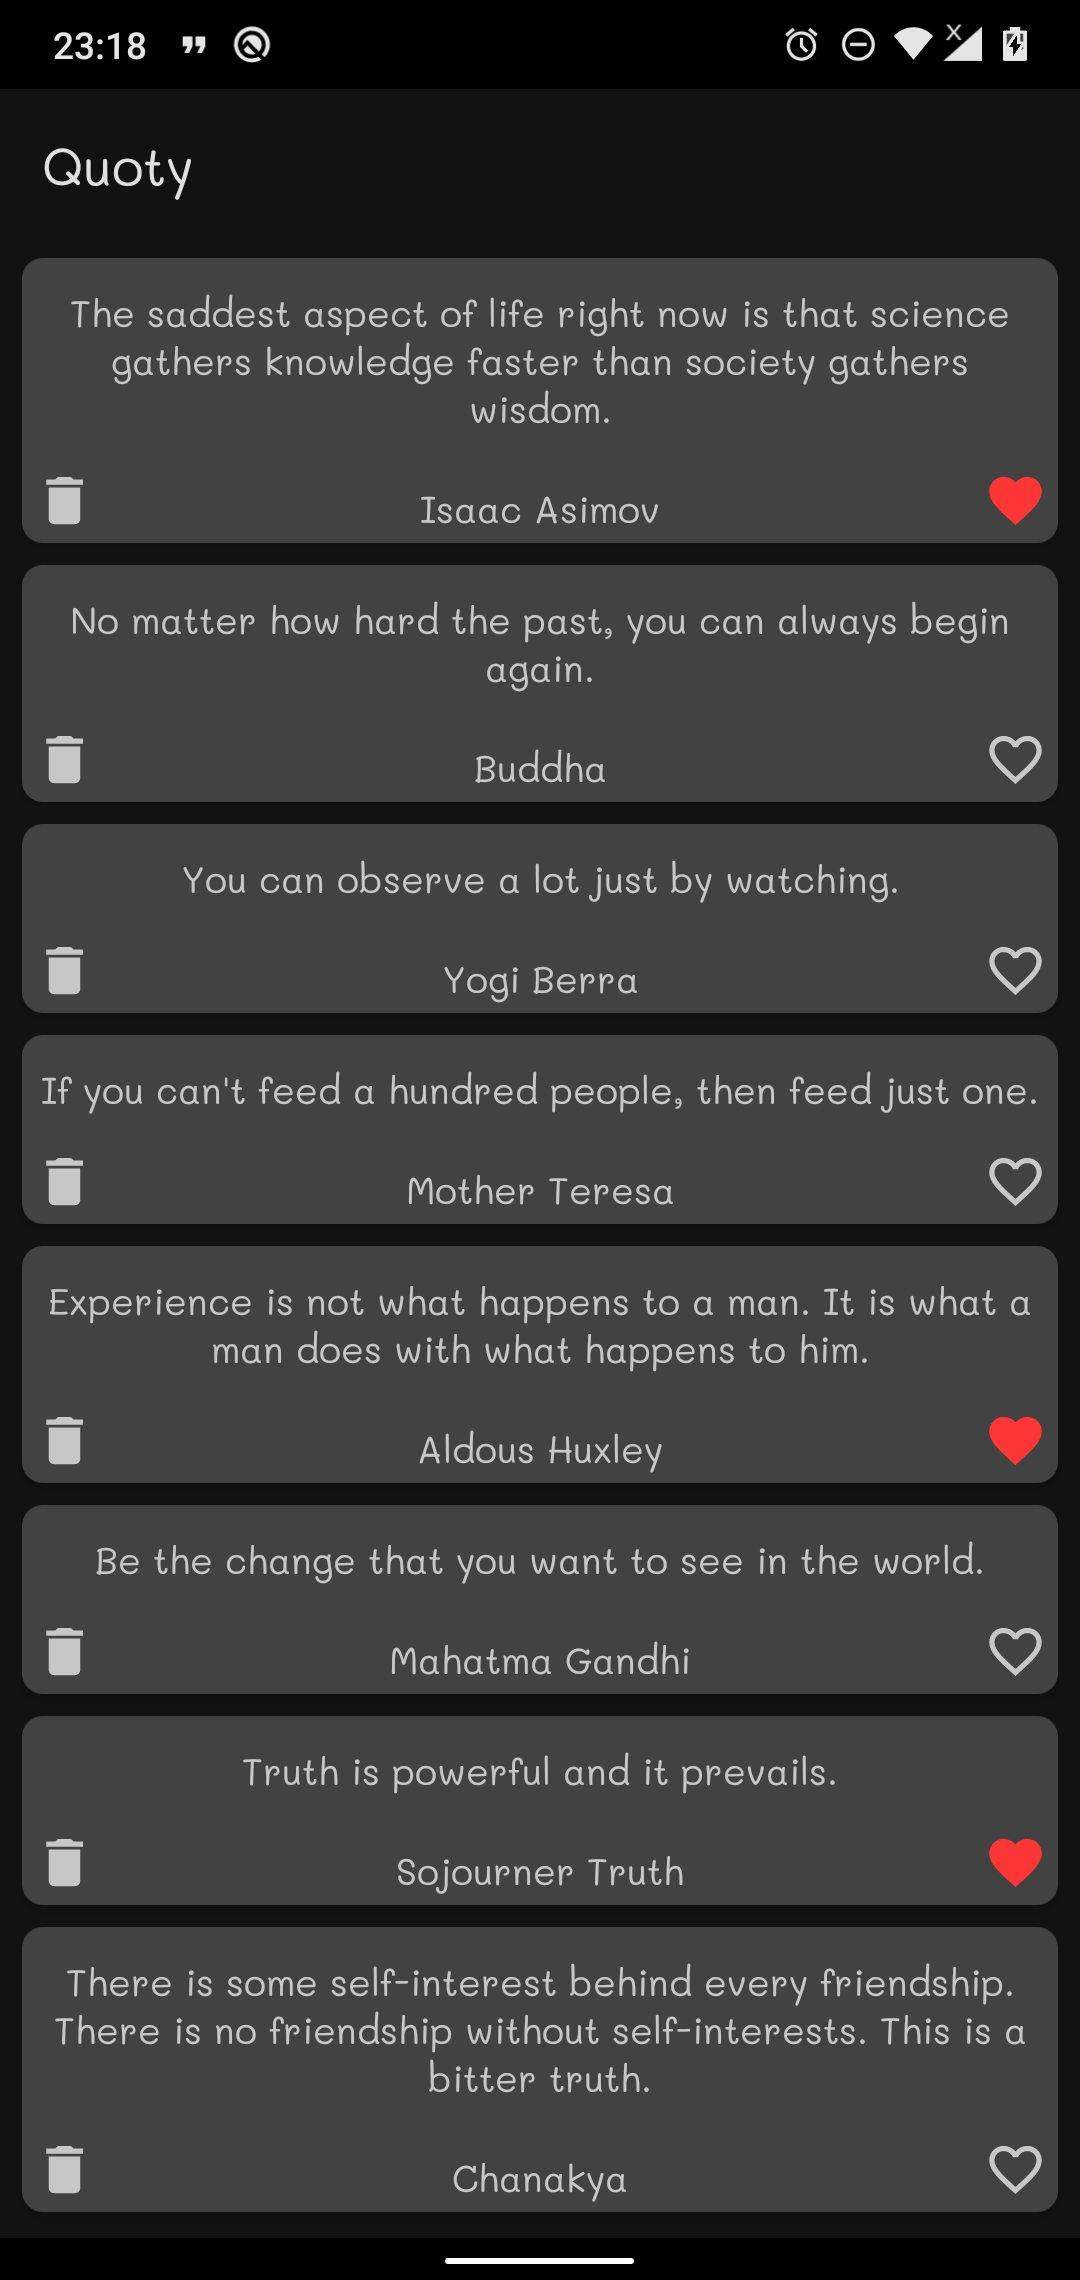 23:18
Quoty
The saddest aspect of life right now is that science
gathers knowledge faster than society gathers
wisdom.
Isaac Asimov
No matter how hard the past, you can always begin
again.
Buddha
You can observe a lot just by watching.
Yogi Berra
If you can't feed a hundred people, then feed just one.
Mother Teresa
Experience is not what happens to a man. It is what a
man does with what happens to him.
Aldous Huxley
Be the change that you want to see in the world.
Mahatma Gandhi
Truth is powerful and it prevails.
Sojourner Truth
There is some self-interest behind every friendship.
There is no friendship without self-interests. This is a
bitter truth.
Chanakya